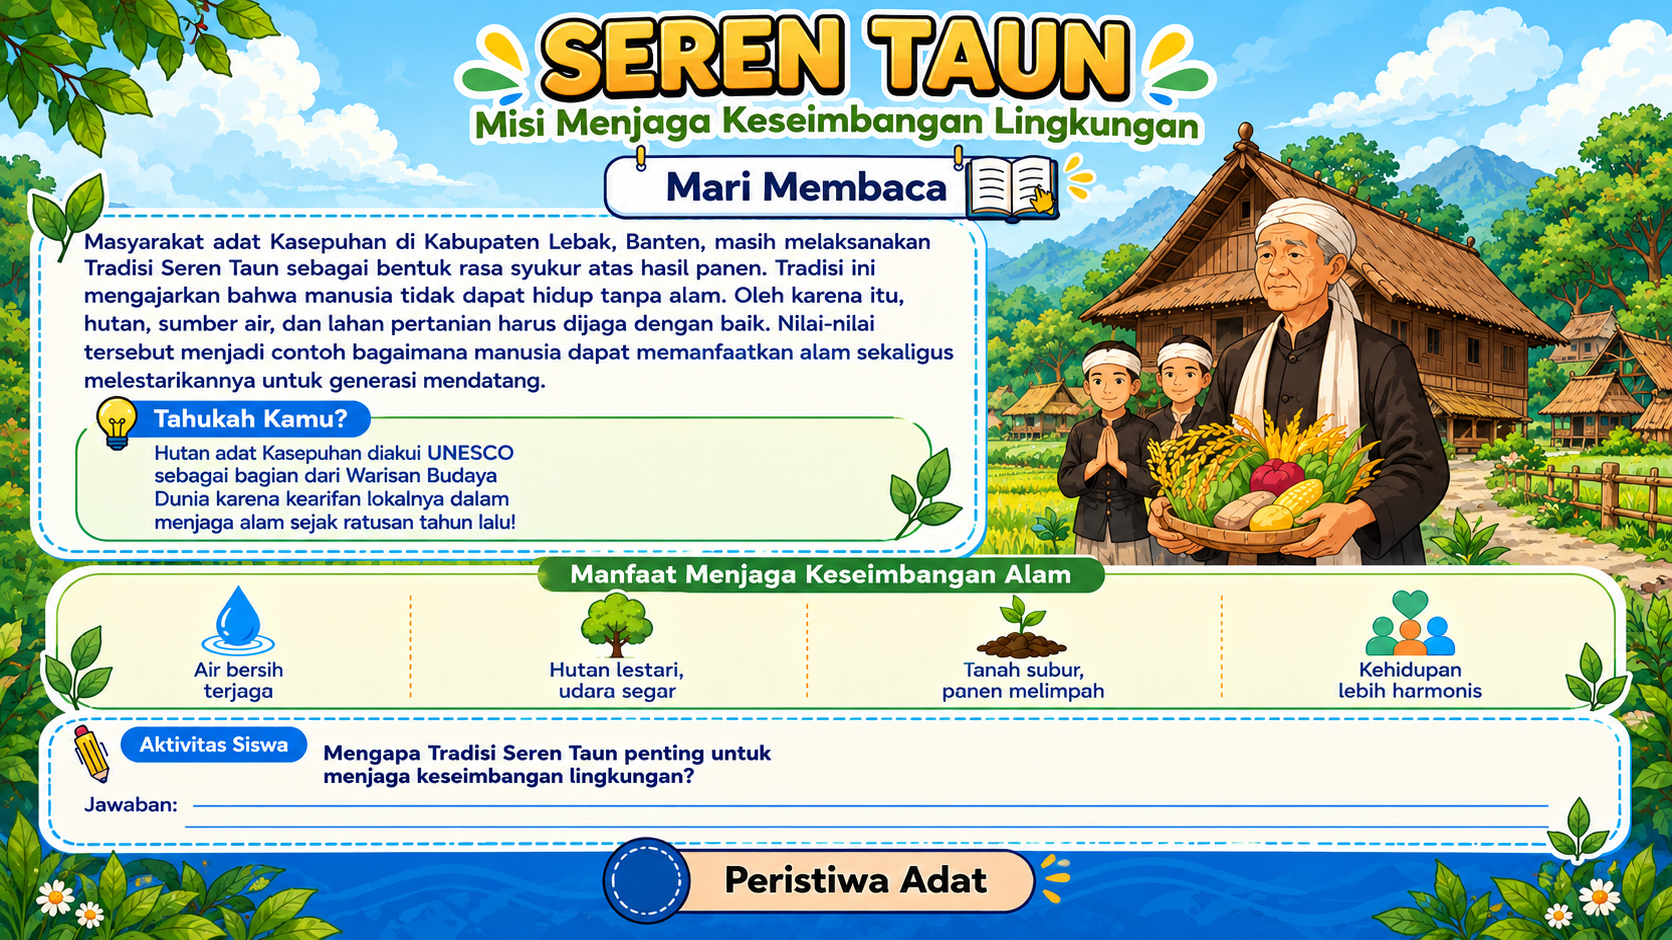 SEREN TAUN
Misi Menjaga Keseimbangan Lingkungan
Mari Membaca
Masyarakat adat Kasepuhan di Kabupaten Lebak, Banten, masih melaksanakan
Tradisi Seren Taun sebagai bentuk rasa syukur atas hasil panen. Tradisi ini
mengajarkan bahwa manusia tidak dapat hidup tanpa alam. Oleh karena itu,
hutan, sumber air, dan lahan pertanian harus dijaga dengan baik. Nilai-nilai
tersebut menjadi contoh bagaimana manusia dapat memanfaatkan alam sekaligus
melestarikannya untuk generasi mendatang.
Tahukah Kamu?
Hutan adat Kasepuhan diakui UNESCO
sebagai bagian dari Warisan Budaya
Dunia karena kearifan lokalnya dalam
menjaga alam sejak ratusan tahun lalu!
Manfaat Menjaga Keseimbangan Alam
Air bersih
terjaga
Hutan lestari,
udara segar
Tanah subur,
panen melimpah
Kehidupan
lebih harmonis
Aktivitas Siswa
Mengapa Tradisi Seren Taun penting untuk
menjaga keseimbangan lingkungan?
Jawaban:
Peristiwa Adat